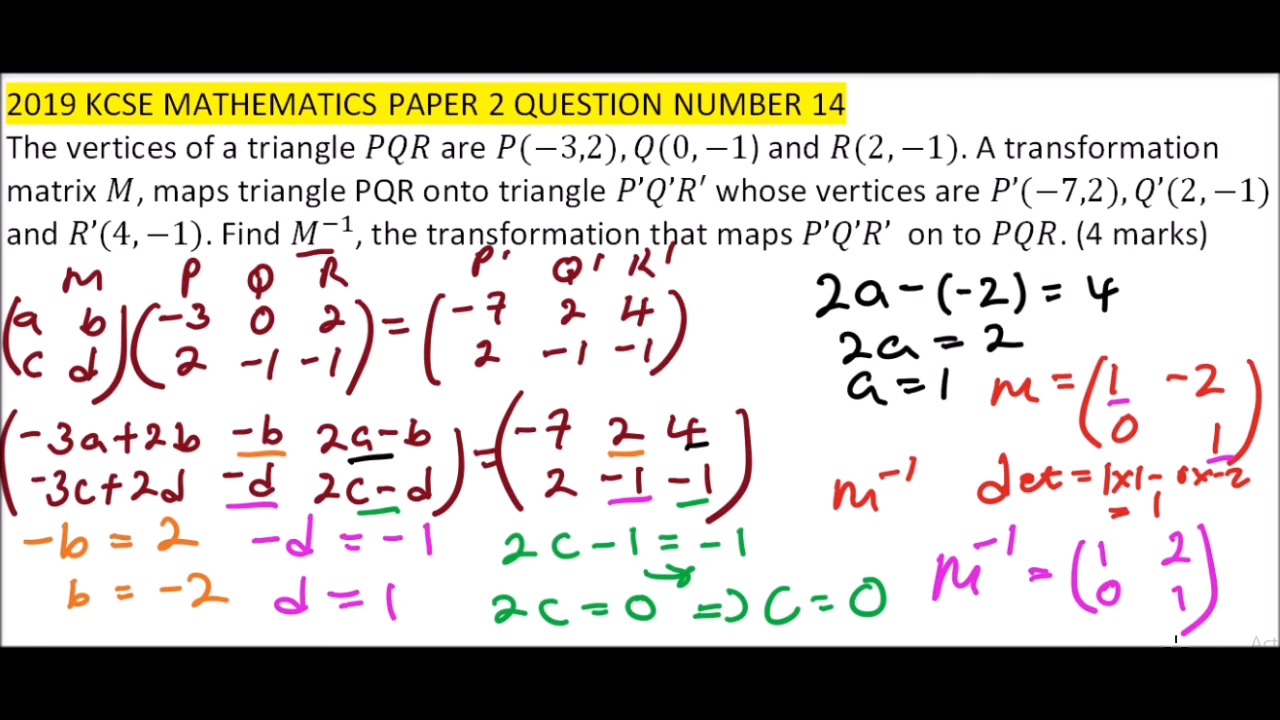 2019 KCSE MATHEMATICS PAPER 2 QUESTION NUMBER 14
The vertices of a triangle PQR are P(−3,2), Q(0, −1) and R(2, −1). A transformation
matrix M, maps triangle PQR onto triangle P'Q'R' whose vertices are P'(−7,2), Q'(2, −1)
and R'(4, −1). Find M⁻¹, the transformation that maps P'Q'R' on to PQR. (4 marks)
M P Q R P' Q' R'
(a b)(−3 0 2) = (−7 2 4)
(c d)(2 −1 −1) (2 −1 −1)
(−3a+2b −b 2a−b) = (−7 2 4)
(−3c+2d −d 2c−d) (2 −1 −1)
−b = 2
b = −2
−d = −1
d = 1
2c−1 = −1
2c = 0 => C = 0
2a−(−2) = 4
2a = 2
a = 1
M = (1 −2)
(0 1)
M⁻¹
det = 1x1− 0x−2
= 1
M⁻¹ = (1 2)
(0 1)
Act